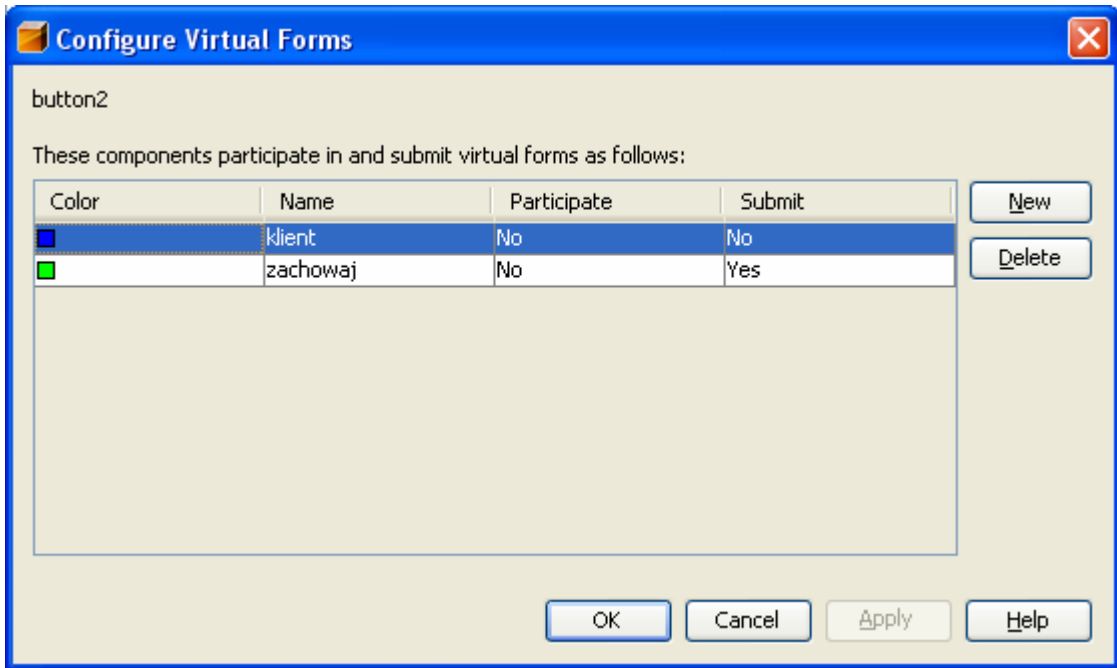 Configure Virtual Forms
button2
These components participate in and submit virtual forms as follows:
Color Name Participate Submit
klient No No
zachowaj No Yes
New
Delete
OK Cancel Apply Help